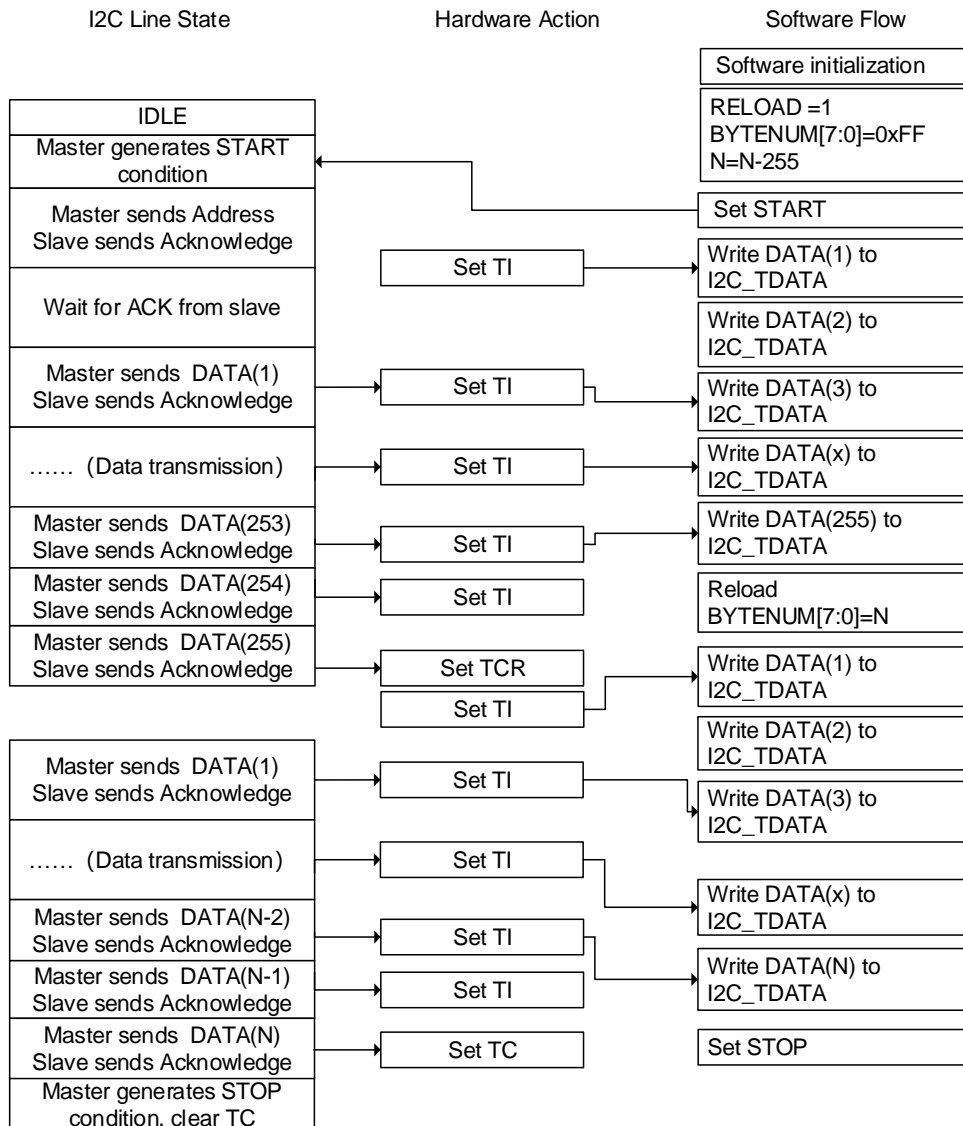 I2C Line State
Hardware Action
Software Flow
Software initialization
IDLE
RELOAD =1
BYTENUM[7:0]=0xFF
N=N-255
Master generates START
condition
Set START
Master sends Address
Slave sends Acknowledge
Set TI
Write DATA(1) to
I2C_TDATA
Wait for ACK from slave
Write DATA(2) to
I2C_TDATA
Master sends DATA(1)
Slave sends Acknowledge
Set TI
Write DATA(3) to
I2C_TDATA
…… (Data transmission)
Set TI
Write DATA(x) to
I2C_TDATA
Master sends DATA(253)
Slave sends Acknowledge
Set TI
Write DATA(255) to
I2C_TDATA
Master sends DATA(254)
Slave sends Acknowledge
Set TI
Reload
BYTENUM[7:0]=N
Master sends DATA(255)
Slave sends Acknowledge
Set TCR
Set TI
Write DATA(1) to
I2C_TDATA
Write DATA(2) to
I2C_TDATA
Master sends DATA(1)
Slave sends Acknowledge
Set TI
Write DATA(3) to
I2C_TDATA
…… (Data transmission)
Set TI
Write DATA(x) to
I2C_TDATA
Master sends DATA(N-2)
Slave sends Acknowledge
Set TI
Write DATA(N) to
I2C_TDATA
Master sends DATA(N-1)
Slave sends Acknowledge
Set TI
Master sends DATA(N)
Slave sends Acknowledge
Set TC
Set STOP
Master generates STOP
condition, clear TC